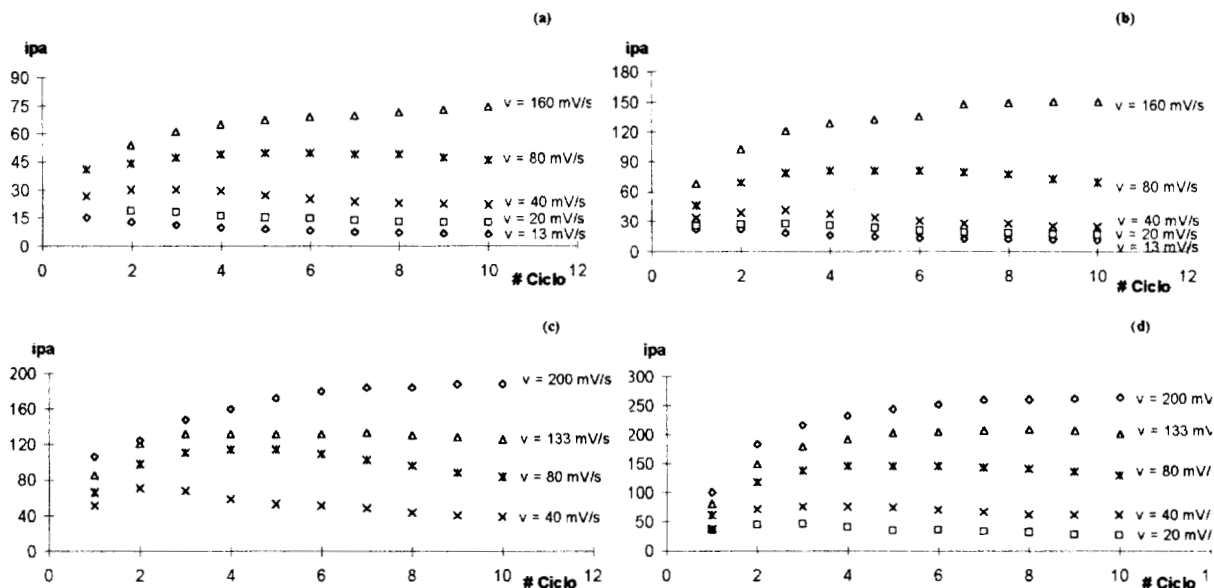 (a)
ipa
90
75
60
45
30
15
0
0 2 4 6 8 10 12
# Ciclo
v = 160 mV/s
v = 80 mV/s
v = 40 mV/s
v = 20 mV/s
v = 13 mV/s
(b)
ipa
180
150
120
90
60
30
0
0 2 4 6 8 10 12
# Ciclo
v = 160 mV/s
v = 80 mV/s
v = 40 mV/s
v = 20 mV/s
v = 13 mV/s
(c)
ipa
200
160
120
80
40
0
0 2 4 6 8 10 12
# Ciclo
v = 200 mV/s
v = 133 mV/s
v = 80 mV/s
v = 40 mV/s
(d)
ipa
300
250
200
150
100
50
0
0 2 4 6 8 10 1
# Ciclo
v = 200 mV/
v = 133 mV/
v = 80 mV/s
v = 40 mV/s
v = 20 mV/